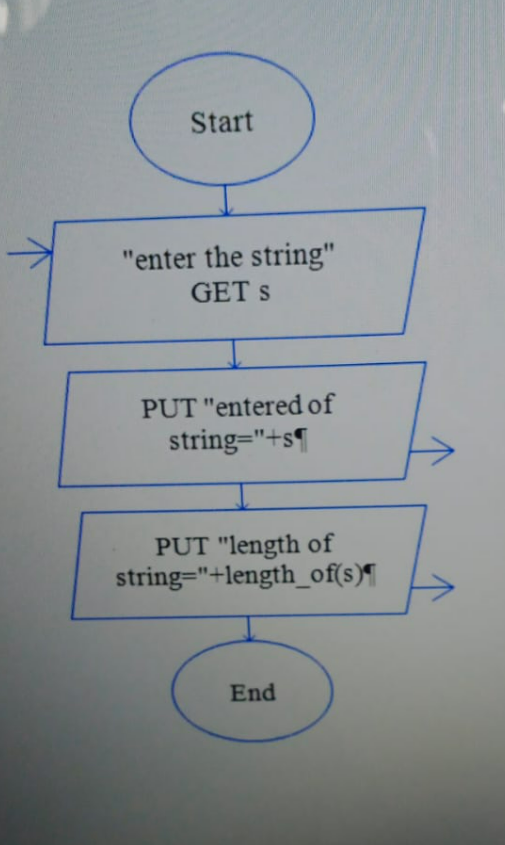 Start
"enter the string"
GET s
PUT "entered of
string="+s¶
PUT "length of
string="+length_of(s)¶
End